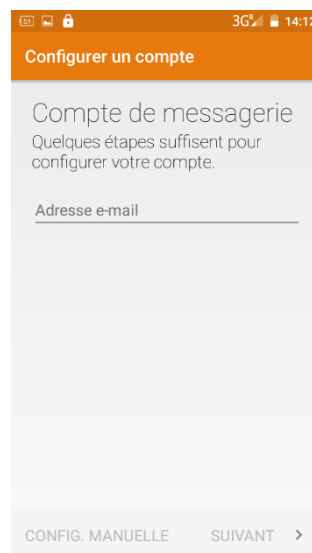 51 3G 14:12
Configurer un compte
Compte de messagerie
Quelques étapes suffisent pour
configurer votre compte.
Adresse e-mail
CONFIG. MANUELLE SUIVANT